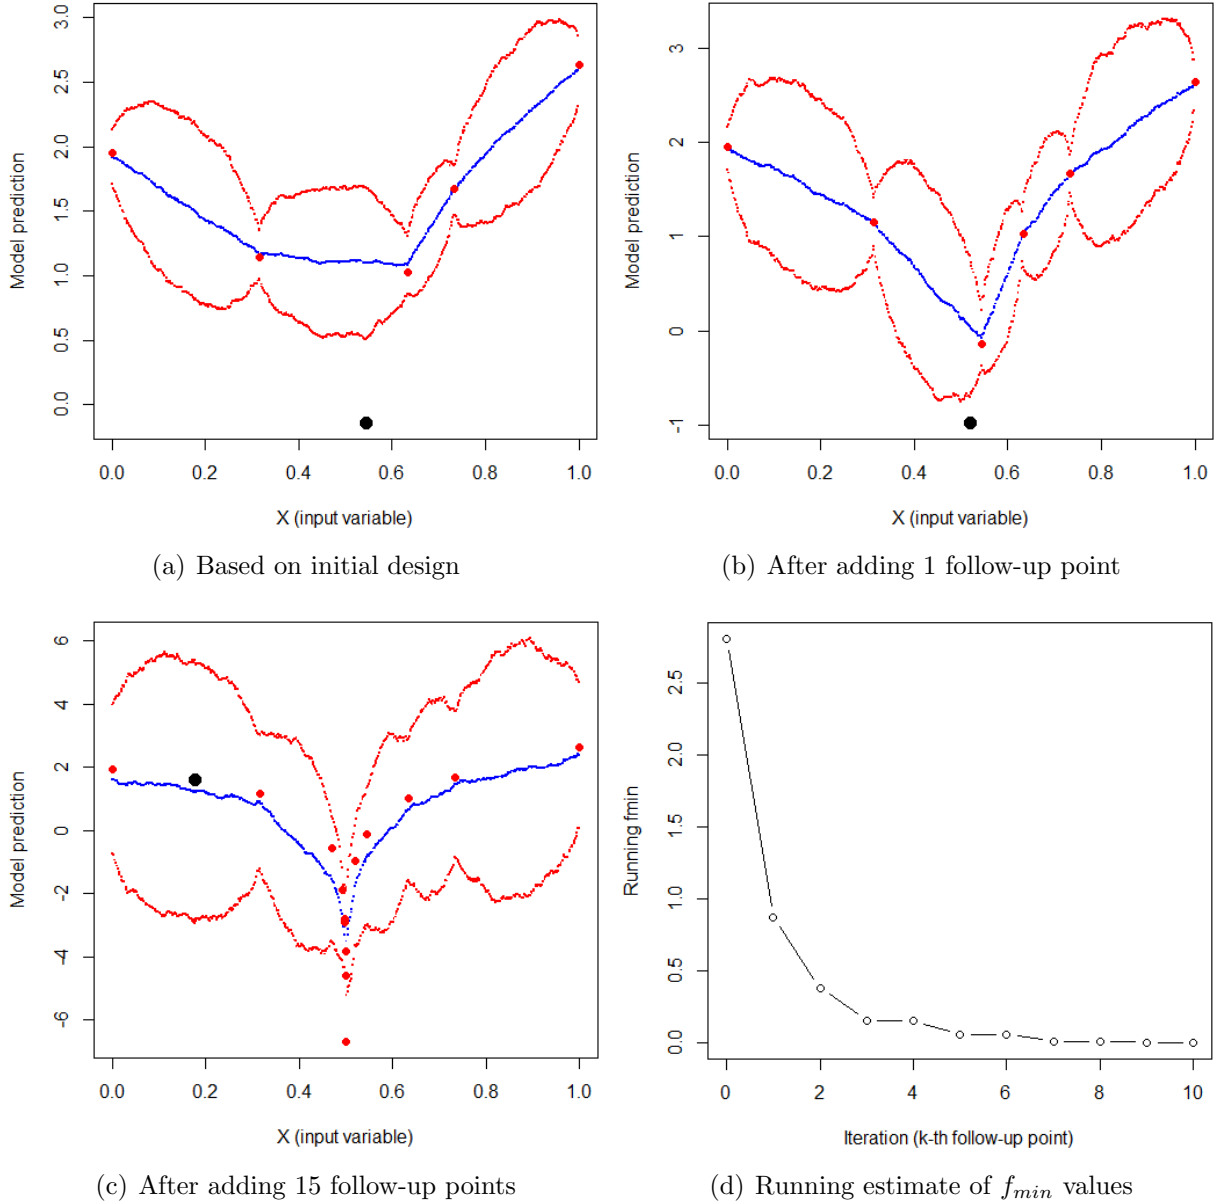 3.0
2.5
2.0
1.5
1.0
0.5
0.0
Model prediction
0.0 0.2 0.4 0.6 0.8 1.0
X (input variable)
(a) Based on initial design
3
2
1
0
-1
Model prediction
0.0 0.2 0.4 0.6 0.8 1.0
X (input variable)
(b) After adding 1 follow-up point
6
4
2
0
-2
-4
-6
Model prediction
0.0 0.2 0.4 0.6 0.8 1.0
X (input variable)
(c) After adding 15 follow-up points
2.5
2.0
1.5
1.0
0.5
0.0
Running fmin
0 2 4 6 8 10
Iteration (k-th follow-up point)
(d) Running estimate of fmin values